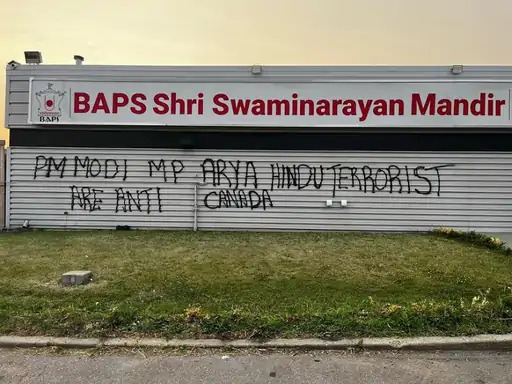 BAPS Shri Swaminarayan Mandir
BAPS
PM MODI MP ARYA HINDU TERRORIST
ARE ANTI CANADA